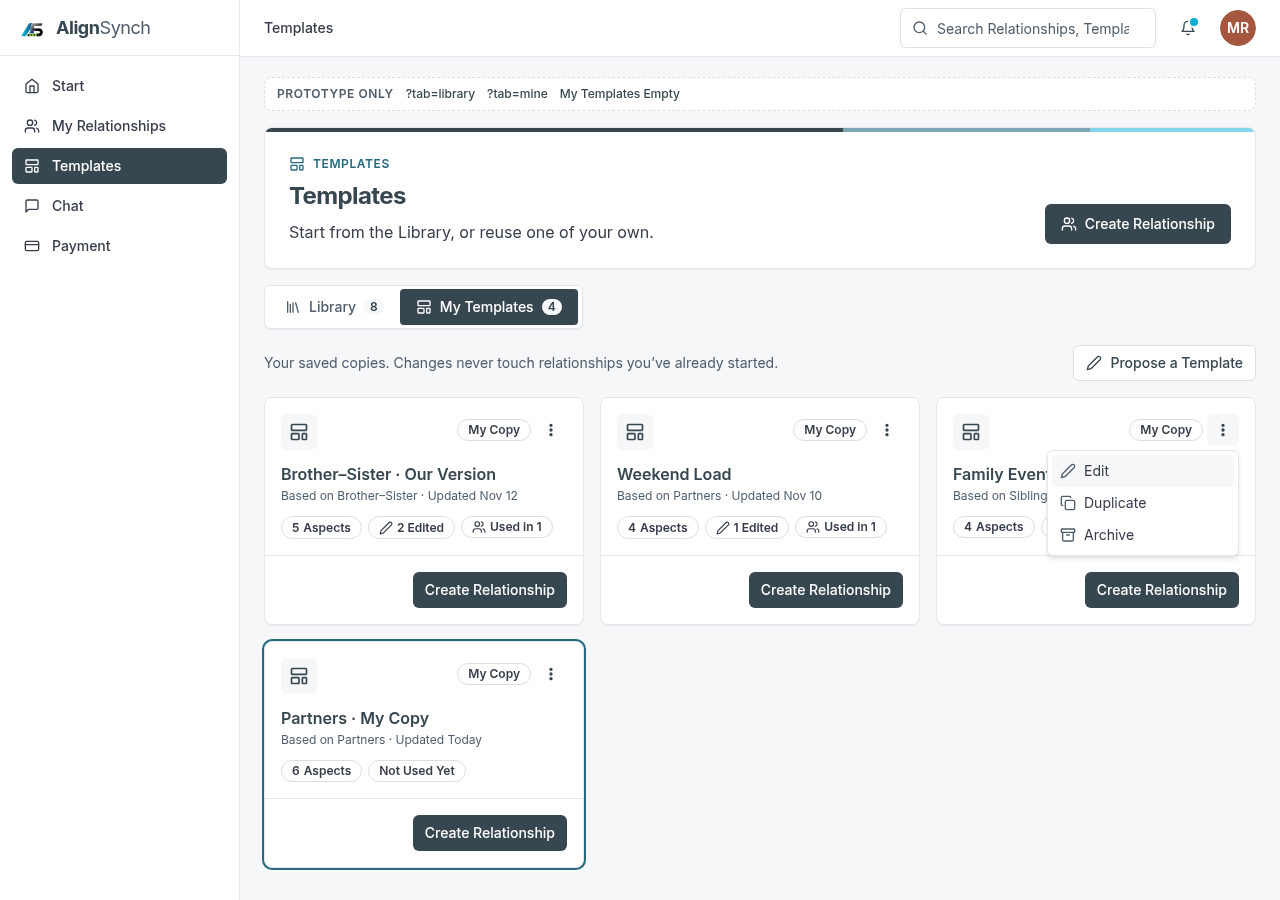 AlignSynch
Templates
Search Relationships, Templa
MR
Start
My Relationships
Templates
Chat
Payment
PROTOTYPE ONLY ?tab=library ?tab=mine My Templates Empty
TEMPLATES
Templates
Start from the Library, or reuse one of your own.
Create Relationship
Library 8
My Templates 4
Your saved copies. Changes never touch relationships you’ve already started.
Propose a Template
My Copy
Brother–Sister · Our Version
Based on Brother–Sister · Updated Nov 12
5 Aspects 2 Edited Used in 1
Create Relationship
My Copy
Weekend Load
Based on Partners · Updated Nov 10
4 Aspects 1 Edited Used in 1
Create Relationship
My Copy
Family Even
Based on Sibling
4 Aspects
Edit
Duplicate
Archive
Create Relationship
My Copy
Partners · My Copy
Based on Partners · Updated Today
6 Aspects Not Used Yet
Create Relationship